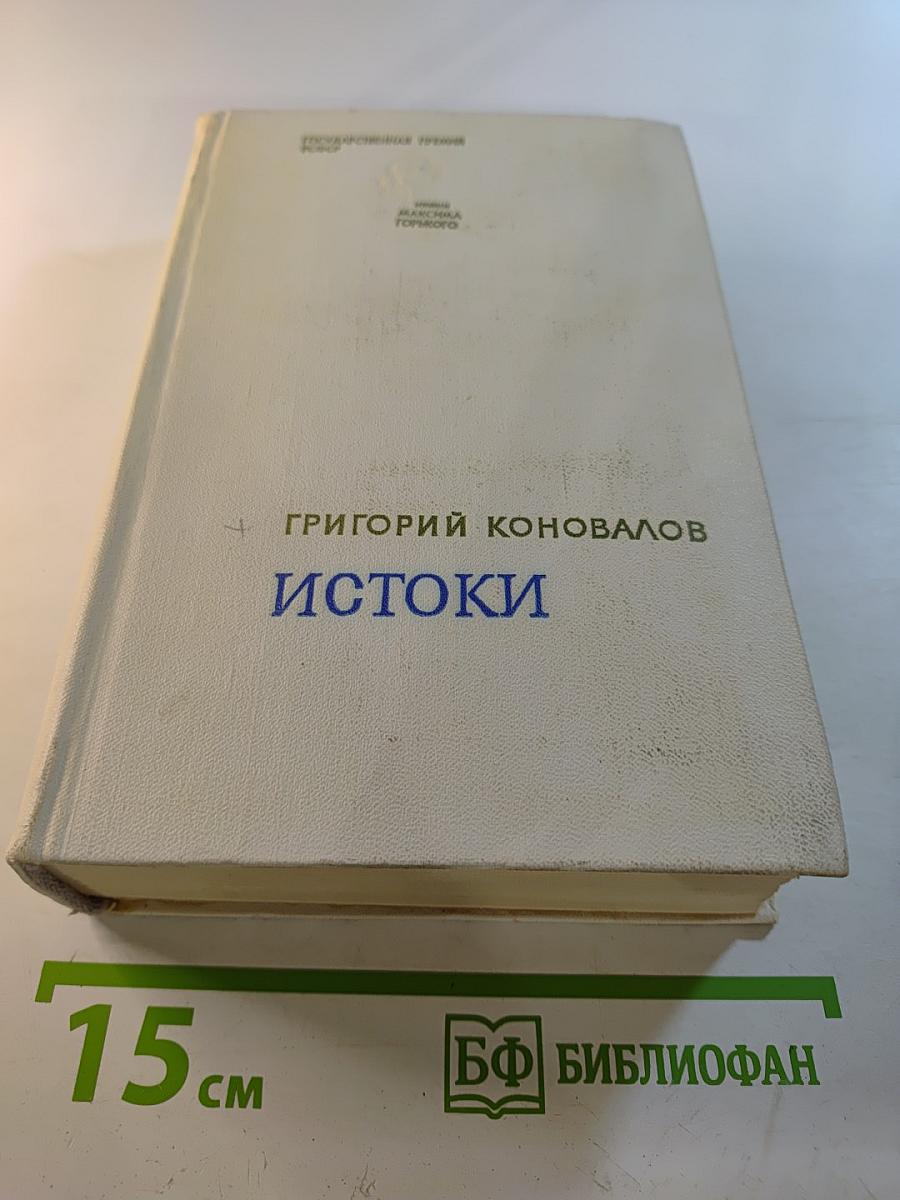 ГОСУДАРСТВЕННАЯ ПРЕМИЯ
РСФСР
ИМЕНИ
МАКСИМА
ГОРЬКОГО
ГРИГОРИЙ КОНОВАЛОВ
ИСТОКИ
15 см
БФ БИБЛИОФАН